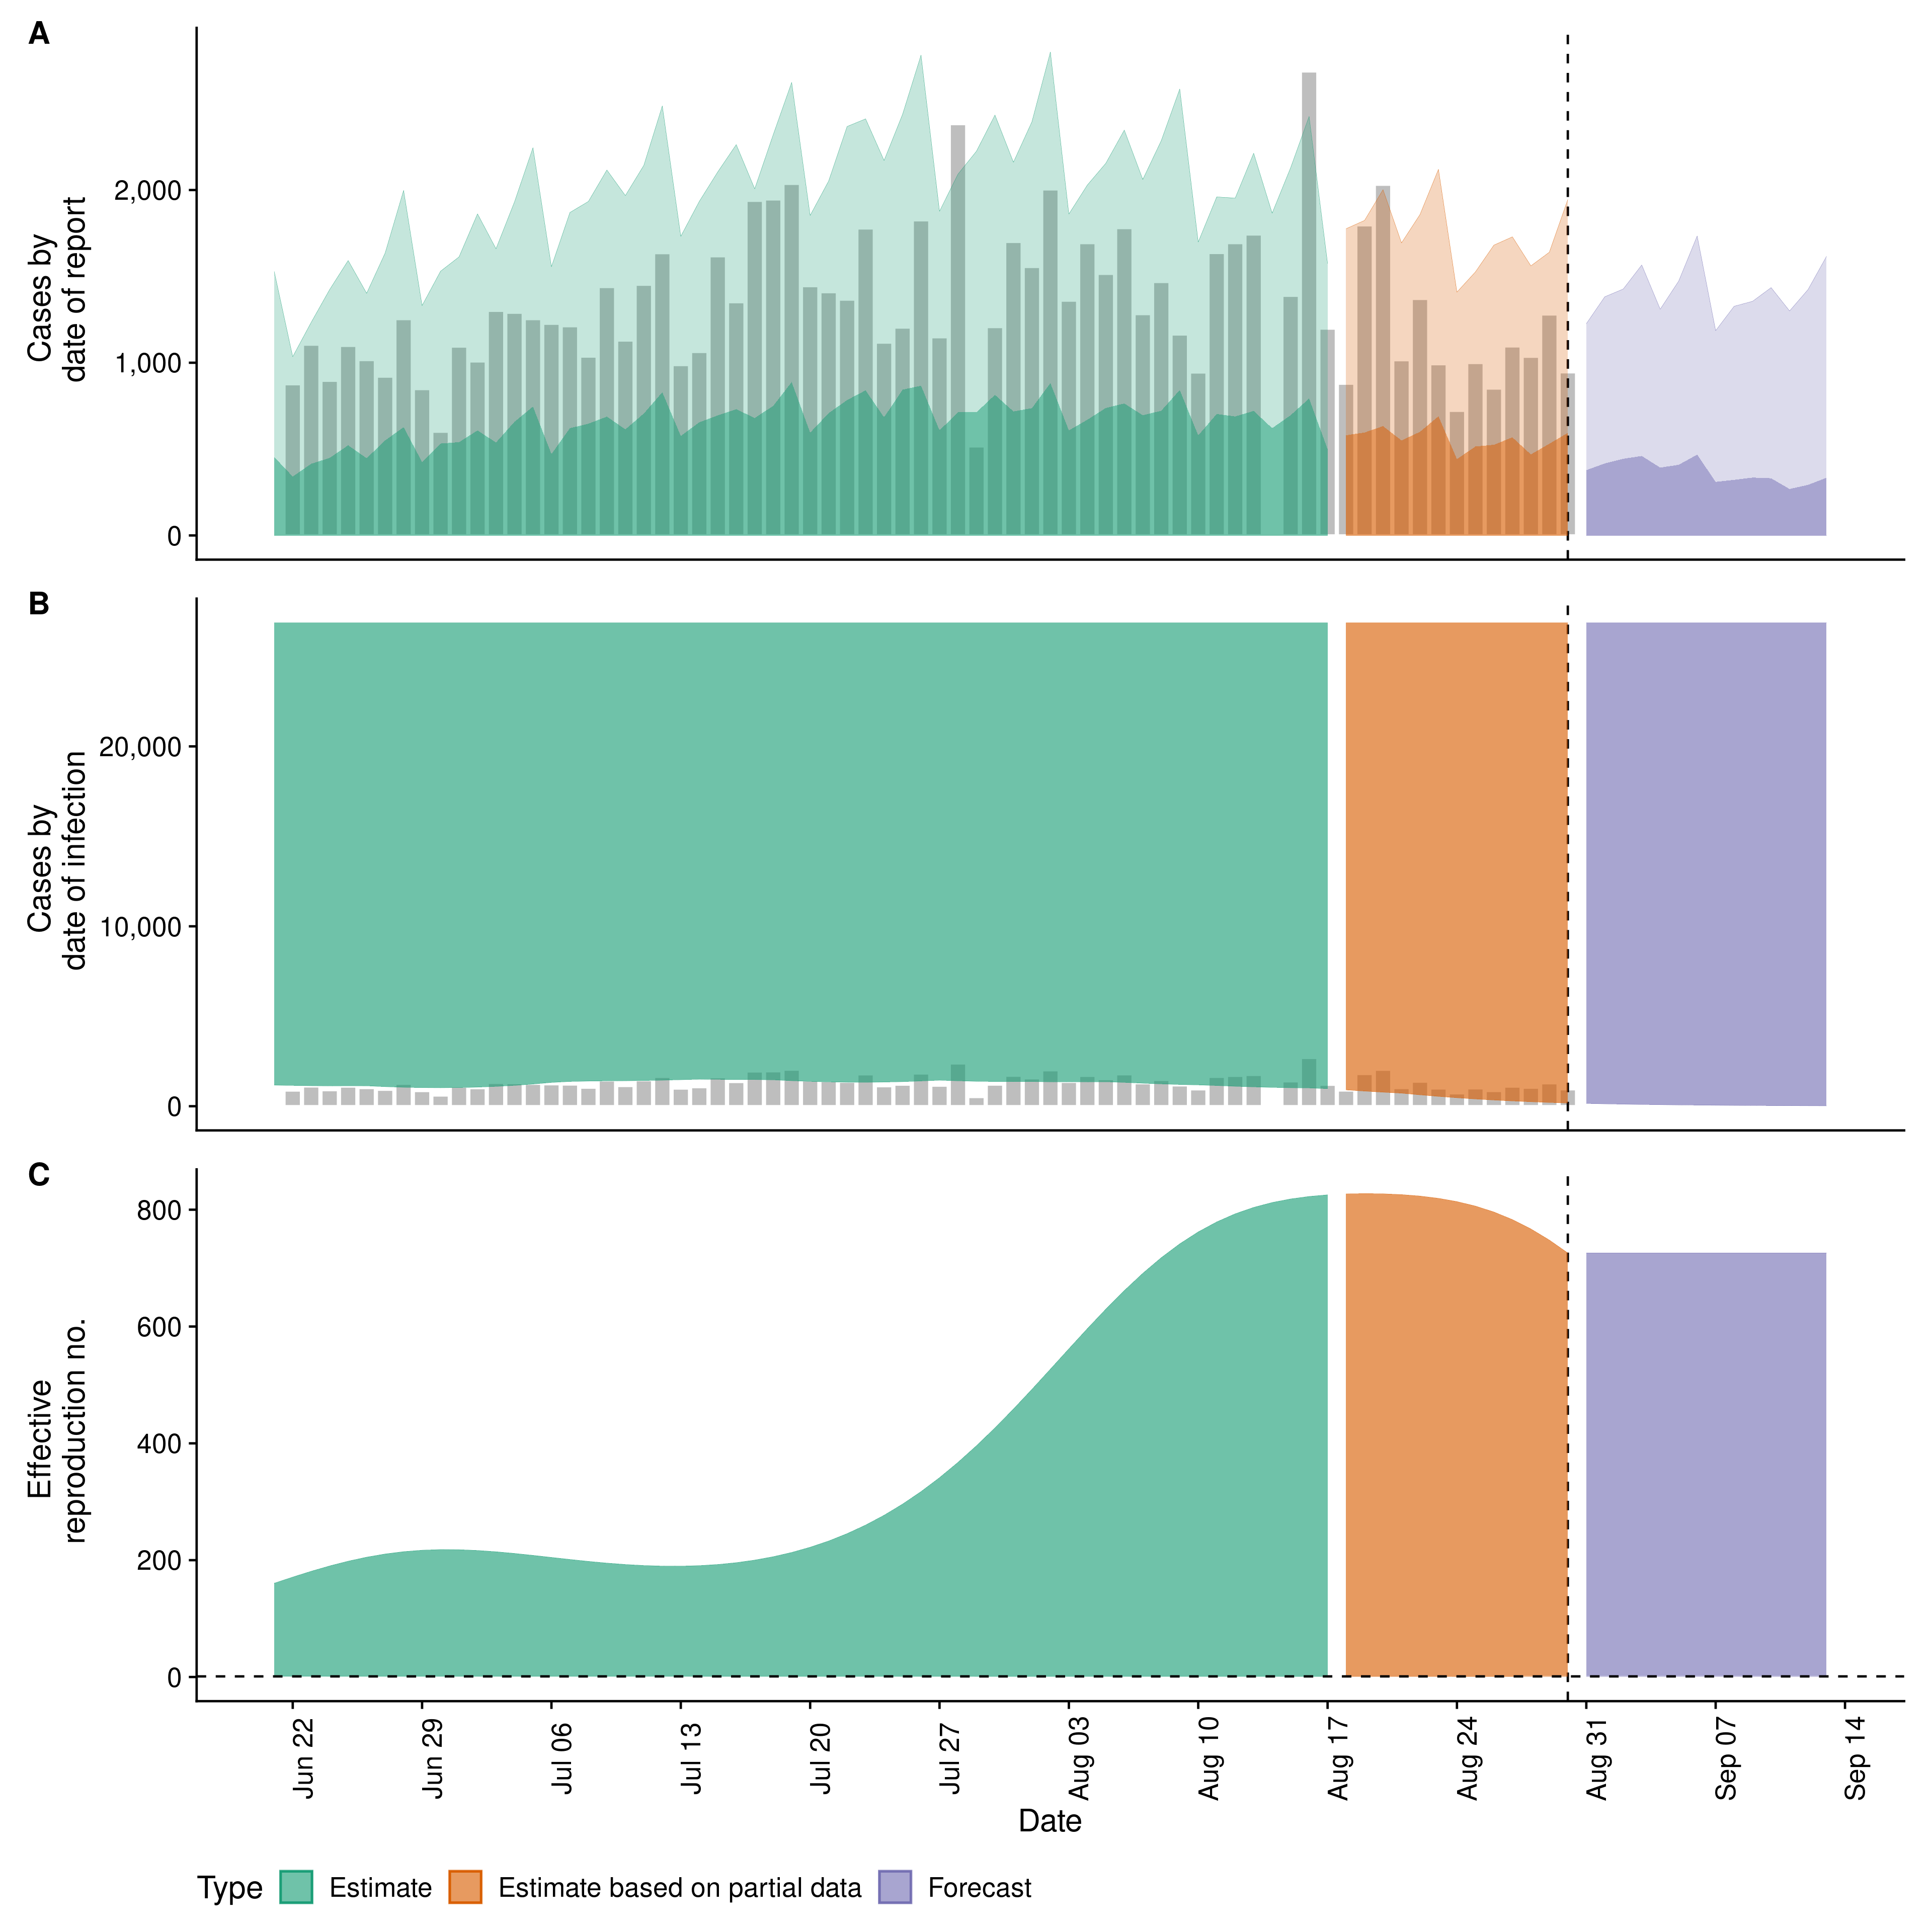 A
Cases by
date of report
2,000
1,000
0
B
Cases by
date of infection
20,000
10,000
0
C
Effective
reproduction no.
800
600
400
200
0
Jun 22
Jun 29
Jul 06
Jul 13
Jul 20
Jul 27
Aug 03
Aug 10
Aug 17
Aug 24
Aug 31
Sep 07
Sep 14
Date
Type Estimate Estimate based on partial data Forecast